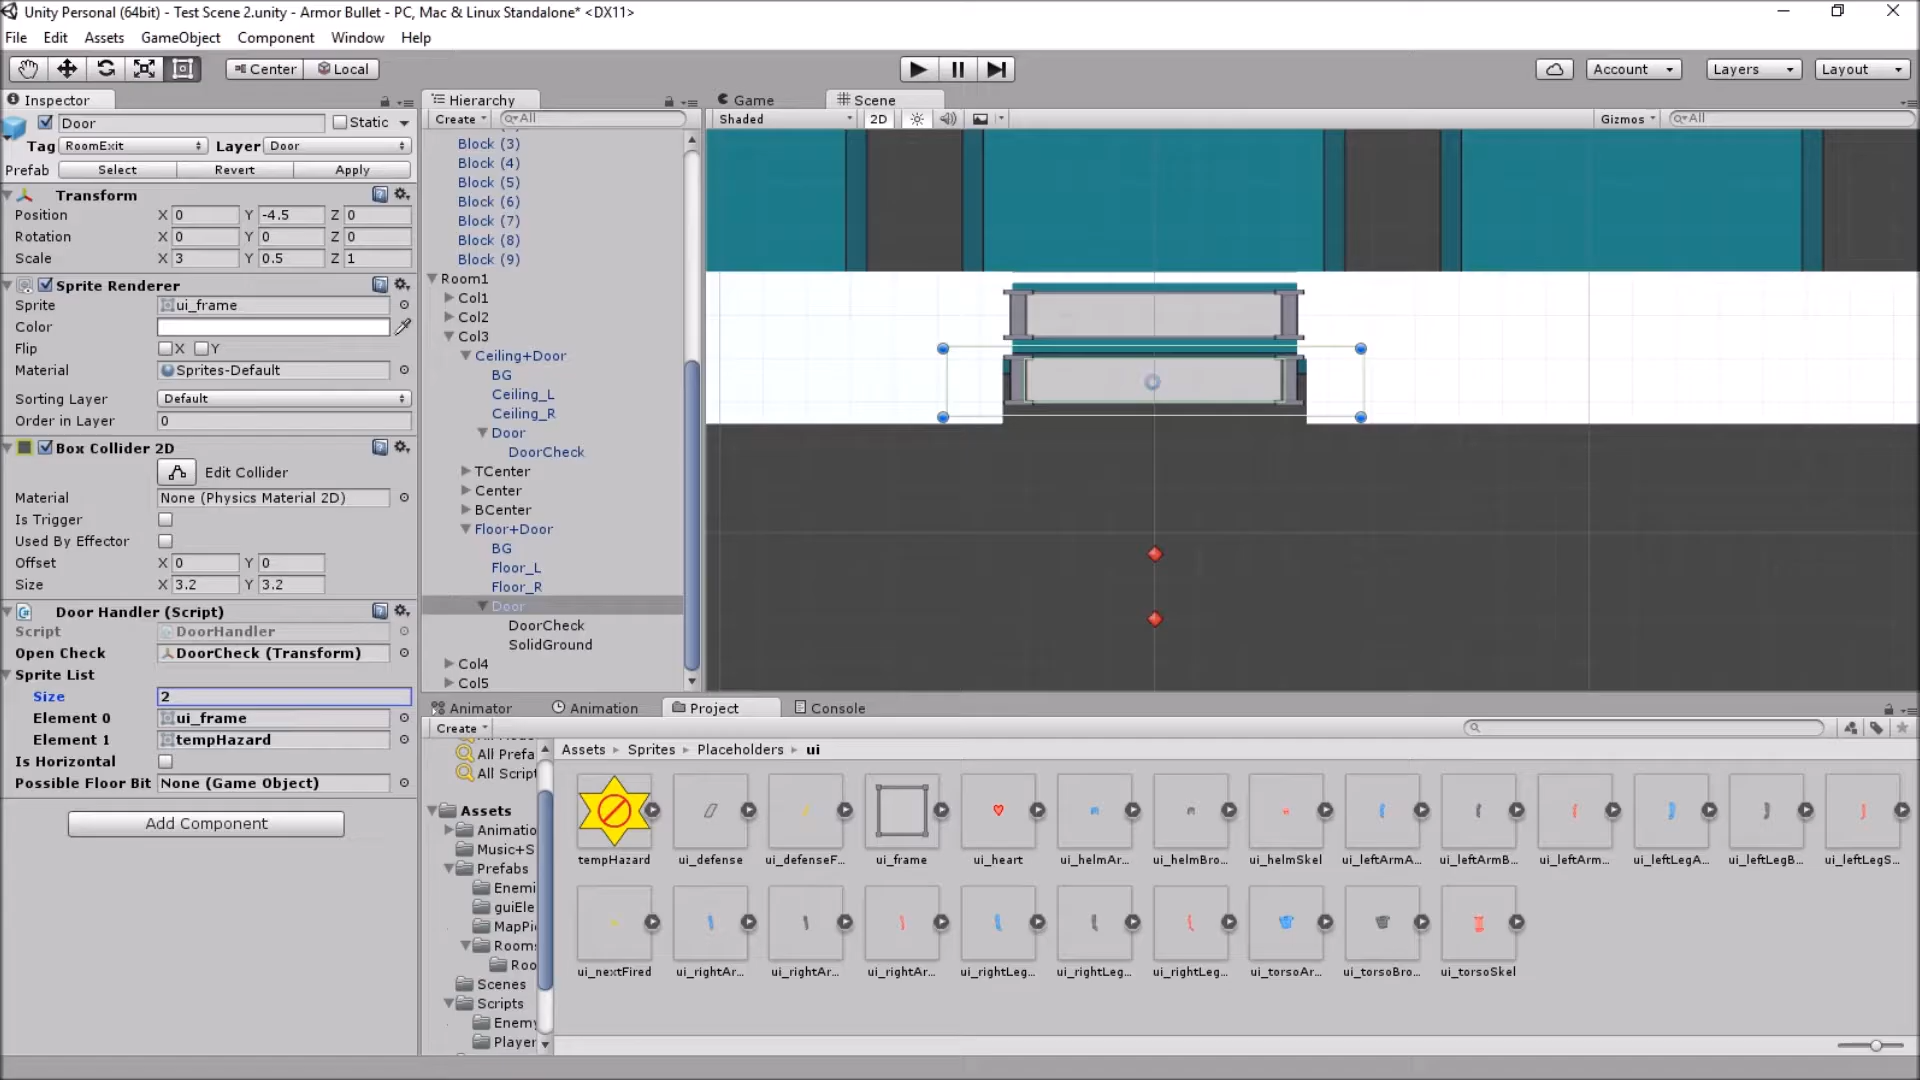 Unity Personal (64bit) - Test Scene 2.unity - Armor Bullet - PC, Mac & Linux Standalone* <DX11>
File Edit Assets GameObject Component Window Help
Center Local Account Layers Layout
Inspector
Door Static
Tag RoomExit Layer Door
Prefab Select Revert Apply
Transform
Position X 0 Y -4.5 Z 0
Rotation X 0 Y 0 Z 0
Scale X 3 Y 0.5 Z 1
Sprite Renderer
Sprite ui_frame
Color
Flip X Y
Material Sprites-Default
Sorting Layer Default
Order in Layer 0
Box Collider 2D
Edit Collider
Material None (Physics Material 2D)
Is Trigger
Used By Effector
Offset X 0 Y 0
Size X 3.2 Y 3.2
Door Handler (Script)
Script DoorHandler
Open Check DoorCheck (Transform)
Sprite List
Size 2
Element 0 ui_frame
Element 1 tempHazard
Is Horizontal
Possible Floor Bit None (Game Object)
Add Component
Hierarchy
Create All
Block (3)
Block (4)
Block (5)
Block (6)
Block (7)
Block (8)
Block (9)
Room1
Col1
Col2
Col3
Ceiling+Door
BG
Ceiling_L
Ceiling_R
Door
DoorCheck
TCenter
Center
BCenter
Floor+Door
BG
Floor_L
Floor_R
Door
DoorCheck
SolidGround
Col4
Col5
Game Scene
Shaded 2D Gizmos All
Animator Animation Project Console
Create
All Prefa
All Script
Assets
Animatio
Music+S
Prefabs
Enemi
guiEle
MapPi
Rooms
Roo
Scenes
Scripts
Enemy
Player
Assets Sprites Placeholders ui
tempHazard ui_defense ui_defenseF... ui_frame ui_heart ui_helmAr... ui_helmBro... ui_helmSkel ui_leftArmA... ui_leftArmB... ui_leftArm... ui_leftLegA... ui_leftLegB... ui_leftLegS...
ui_nextFired ui_rightAr... ui_rightAr... ui_rightAr... ui_rightLeg... ui_rightLeg... ui_rightLeg... ui_torsoAr... ui_torsoBro... ui_torsoSkel